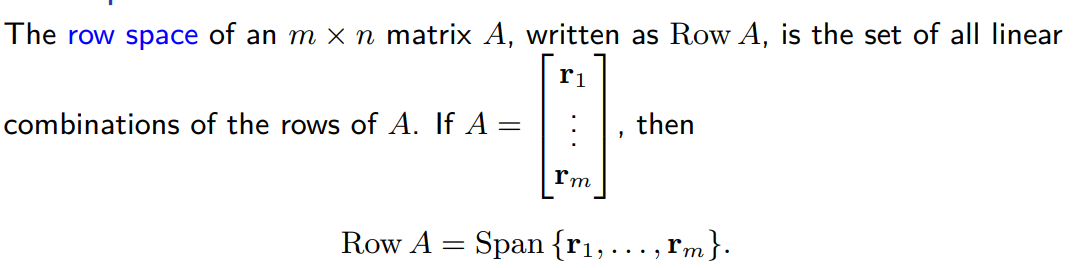 The row space of an m × n matrix A, written as Row A, is the set of all linear
combinations of the rows of A. If A = [r₁ ⋮ rₘ], then
Row A = Span {r₁, . . . , rₘ}.